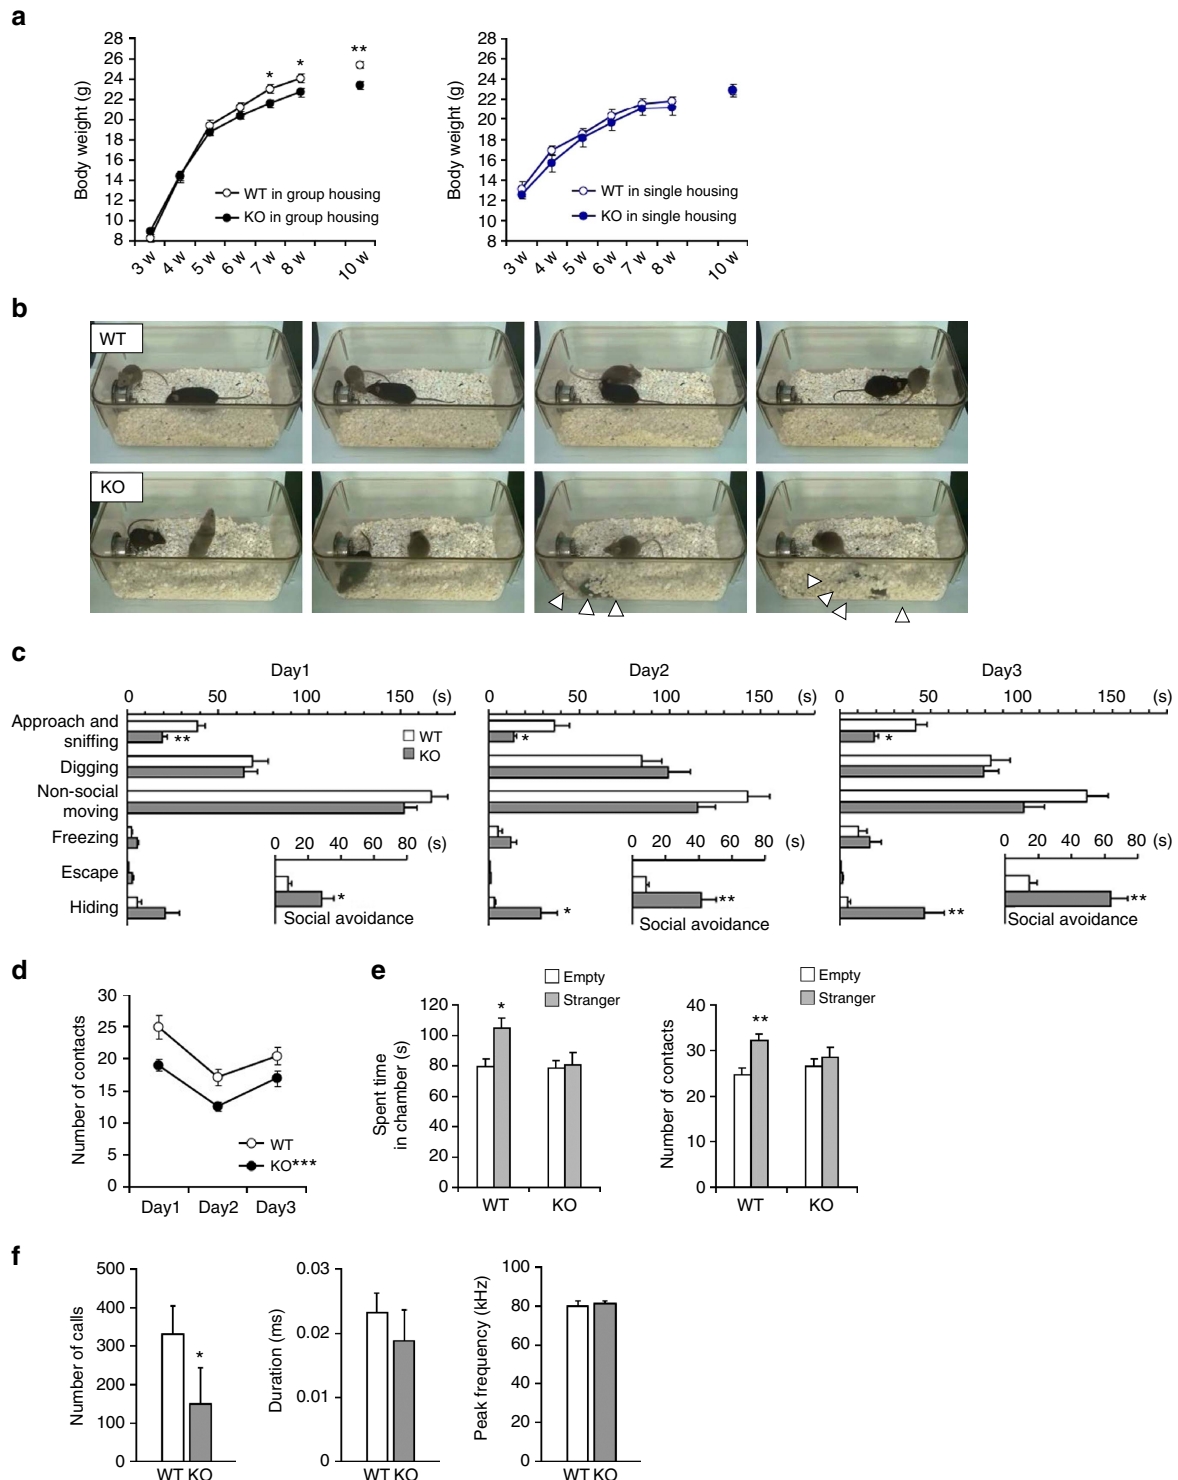 a
28
26
24
22
20
18
16
14
12
10
8
Body weight (g)
*
*
**
WT in group housing
KO in group housing
3 w
4 w
5 w
6 w
7 w
8 w
10 w
28
26
24
22
20
18
16
14
12
10
8
Body weight (g)
WT in single housing
KO in single housing
3 w
4 w
5 w
6 w
7 w
8 w
10 w
b
WT
KO
c
Day1
0 50 100 150 (s)
Approach and
sniffing
**
Digging
Non-social
moving
Freezing
Escape
Hiding
WT
KO
0 20 40 60 80 (s)
*
Social avoidance
Day2
0 50 100 150 (s)
*
0 20 40 60 80 (s)
**
*
Social avoidance
Day3
0 50 100 150 (s)
*
0 20 40 60 80 (s)
**
**
Social avoidance
d
30
25
20
15
10
5
0
Number of contacts
WT
KO***
Day1 Day2 Day3
e
Empty
Stranger
120
100
80
60
40
20
0
Spent time
in chamber (s)
*
WT KO
Empty
Stranger
40
30
20
10
0
Number of contacts
**
WT KO
f
500
400
300
200
100
0
Number of calls
*
WT KO
0.03
0.02
0.01
0
Duration (ms)
WT KO
100
80
60
40
20
0
Peak frequency (kHz)
WT KO